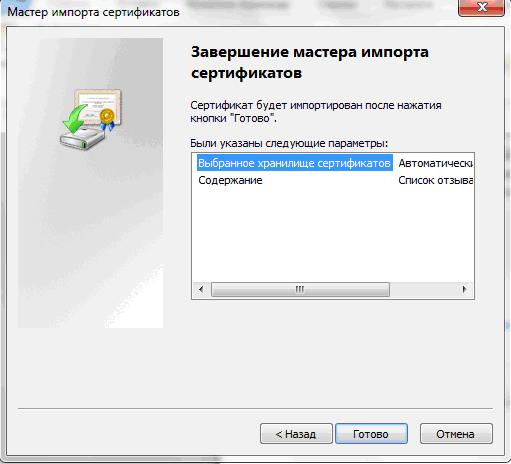 Мастер импорта сертификатов
Завершение мастера импорта
сертификатов
Сертификат будет импортирован после нажатия
кнопки "Готово".
Были указаны следующие параметры:
Выбранное хранилище сертификатов Автоматически
Содержание Список отзыва
< Назад Готово Отмена